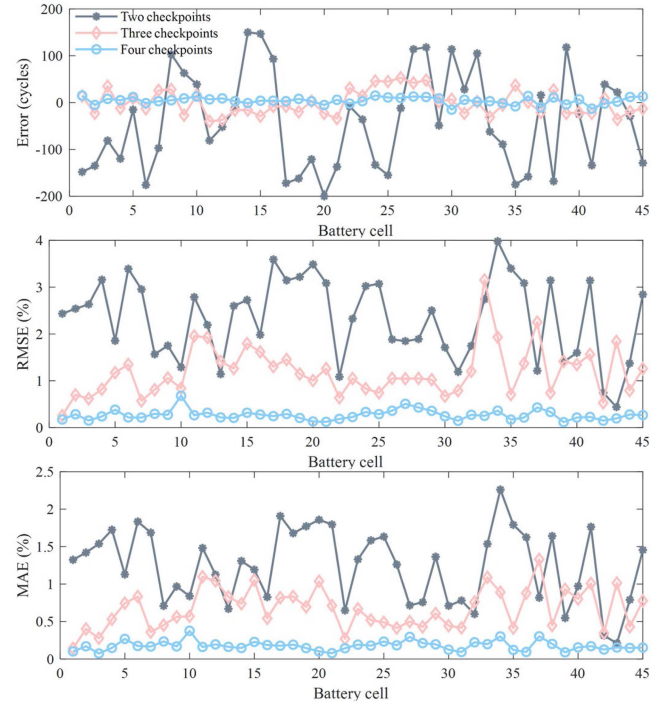 200
Two checkpoints
Three checkpoints
100
Four checkpoints
0
-100
-200
Error (cycles)
0 5 10 15 20 25 30 35 40 45
Battery cell
4
3
2
1
0
RMSE (%)
0 5 10 15 20 25 30 35 40 45
Battery cell
2.5
2
1.5
1
0.5
0
MAE (%)
0 5 10 15 20 25 30 35 40 45
Battery cell